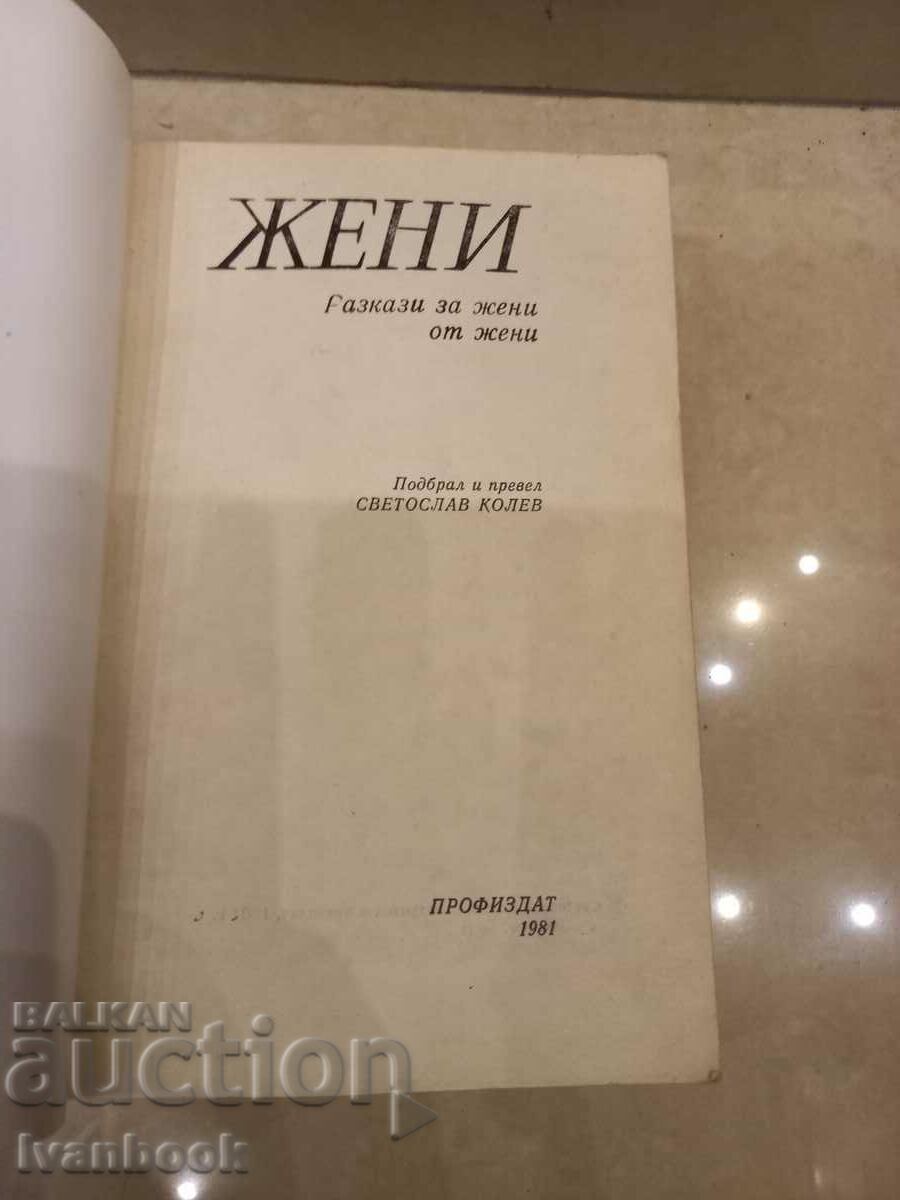 ЖЕНИ
Разкази за жени
от жени
Подбрал и превел
СВЕТОСЛАВ КОЛЕВ
ПРОФИЗДАТ
1981
BALKAN
auction
Ivanbook